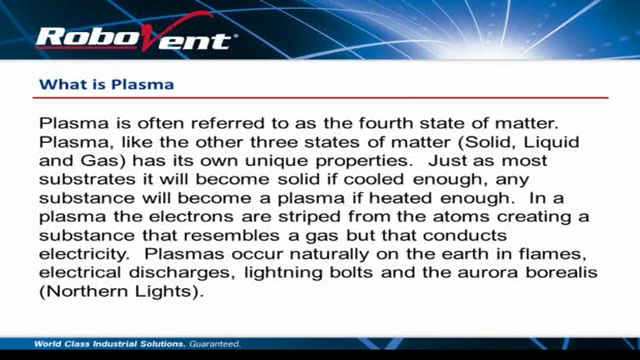 RoboVent
What is Plasma
Plasma is often referred to as the fourth state of matter.
Plasma, like the other three states of matter (Solid, Liquid
and Gas) has its own unique properties. Just as most
substrates it will become solid if cooled enough, any
substance will become a plasma if heated enough. In a
plasma the electrons are striped from the atoms creating a
substance that resembles a gas but that conducts
electricity. Plasmas occur naturally on the earth in flames,
electrical discharges, lightning bolts and the aurora borealis
(Northern Lights).
World Class Industrial Solutions. Guaranteed.